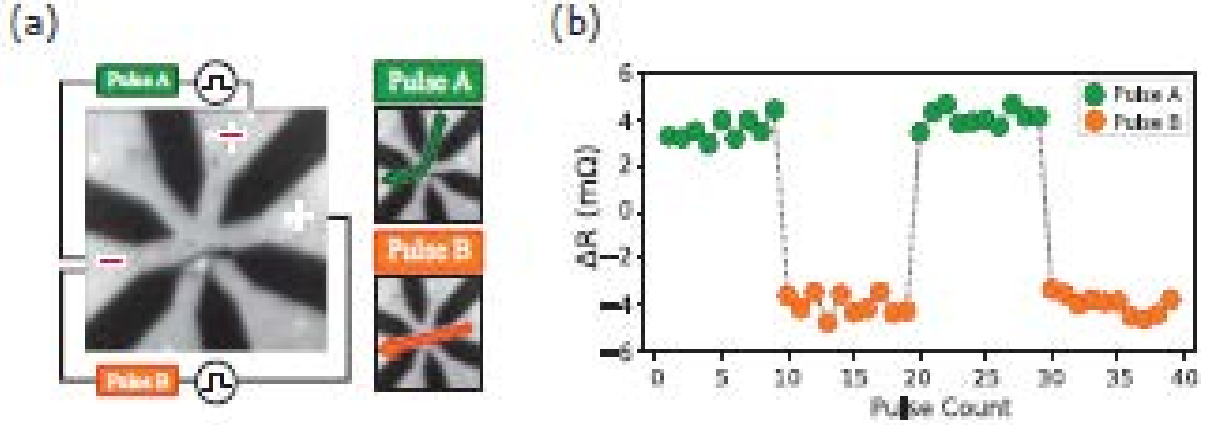 (a)
Pulse A
Pulse A
Pulse B
Pulse B
(b)
ΔR (mΩ)
6
4
2
0
−2
−4
−6
Pulse A
Pulse B
0 5 10 15 20 25 30 35 40
Pulse Count